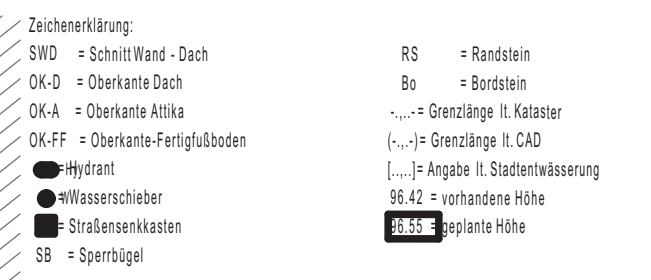 Zeichenerklärung:
SWD = Schnitt Wand - Dach
OK-D = Oberkante Dach
OK-A = Oberkante Attika
OK-FF = Oberkante-Fertigfußboden
= Hydrant
= Wasserschieber
= Straßensenkkasten
SB = Sperrbügel
RS = Randstein
Bo = Bordstein
-.,..- = Grenzlänge lt. Kataster
(-.,.-) = Grenzlänge lt. CAD
[..,..] = Angabe lt. Stadtentwässerung
96.42 = vorhandene Höhe
96.55 = geplante Höhe